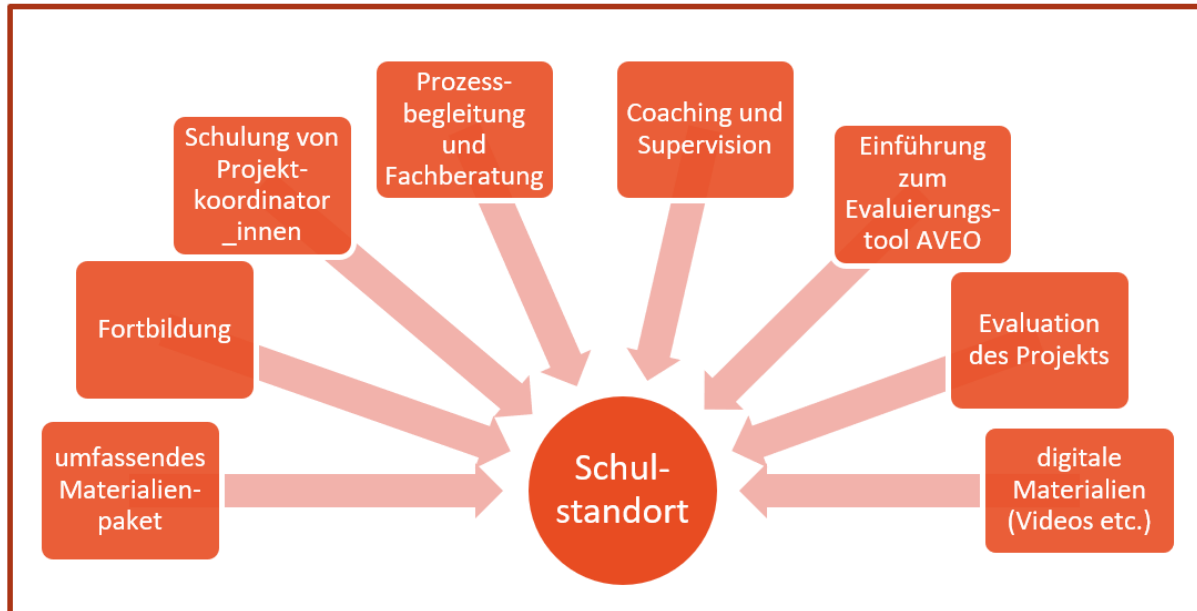 umfassendes
Materialien-
paket
Fortbildung
Schulung von
Projekt-
koordinator
_innen
Prozess-
begleitung
und
Fachberatung
Coaching und
Supervision
Einführung
zum
Evaluierungs-
tool AVEO
Evaluation
des Projekts
digitale
Materialien
(Videos etc.)
Schul-
standort